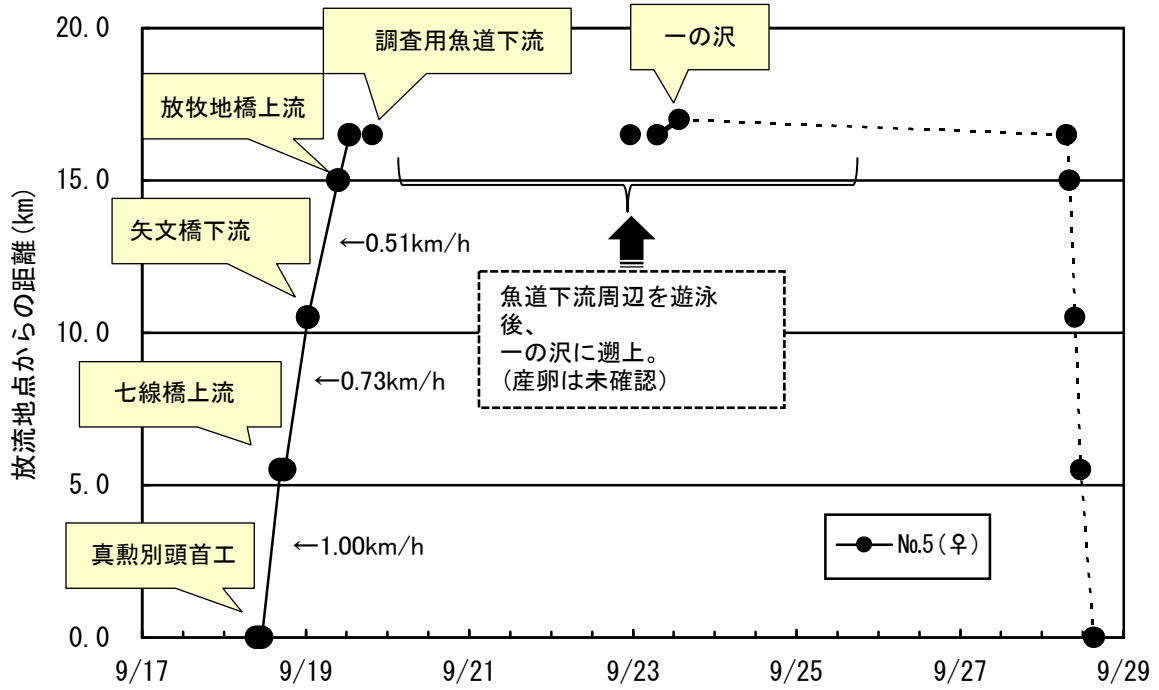 20.0
15.0
10.0
5.0
0.0
放流地点からの距離(km)
9/17
9/19
9/21
9/23
9/25
9/27
9/29
調査用魚道下流
一の沢
放牧地橋上流
矢文橋下流
七線橋上流
真勲別頭首工
←0.51km/h
←0.73km/h
←1.00km/h
魚道下流周辺を遊泳
後、
一の沢に遡上。
(産卵は未確認)
№5(♀)